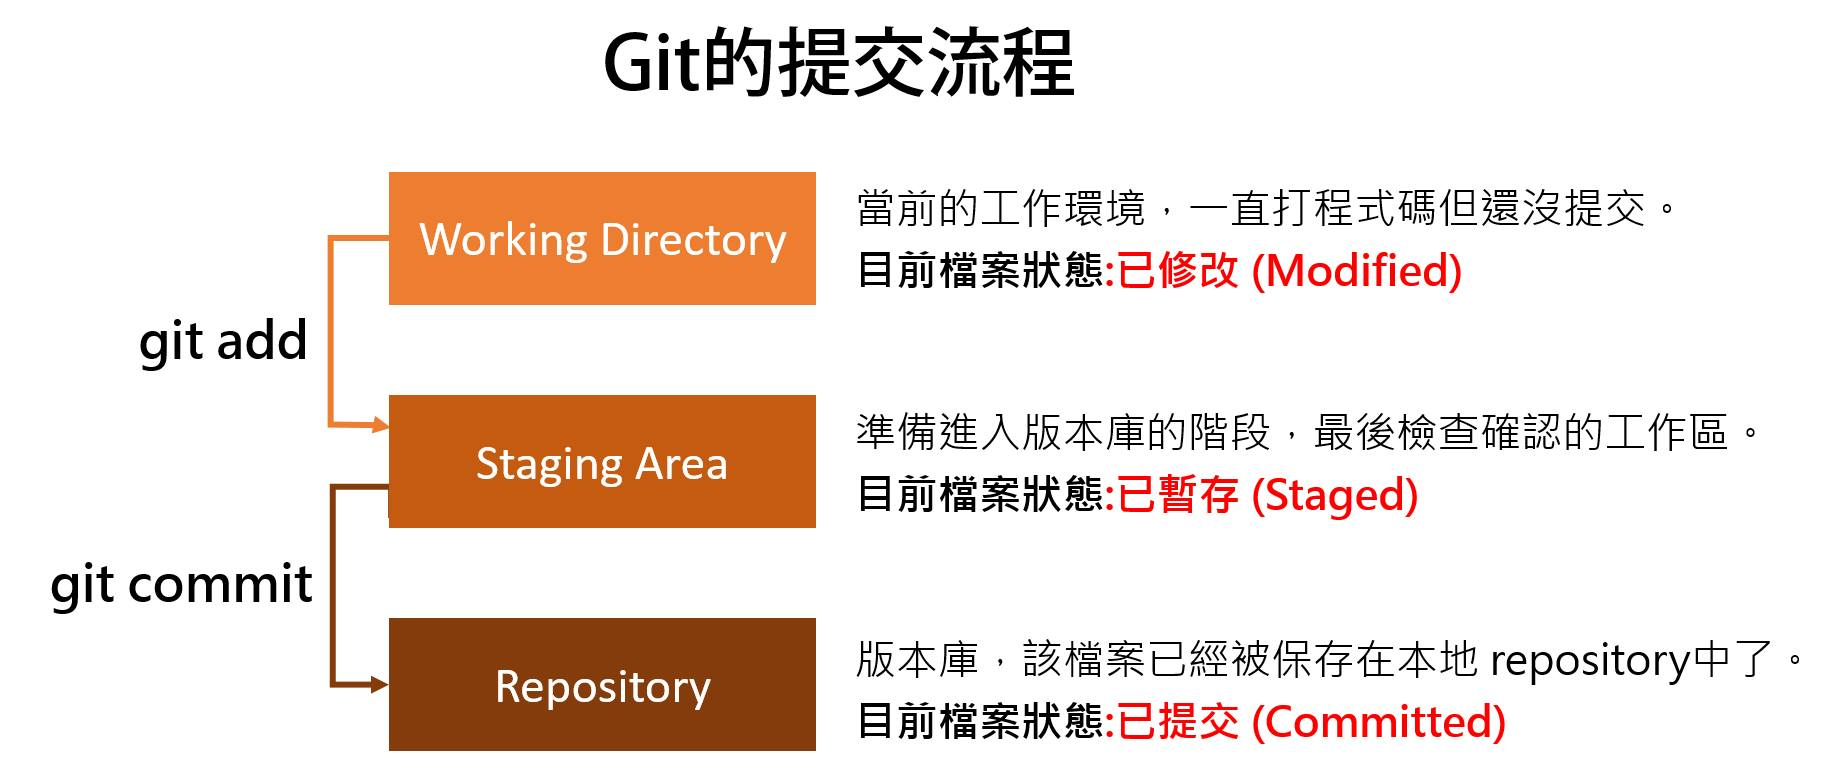 Git的提交流程
Working Directory
當前的工作環境，一直打程式碼但還沒提交。
目前檔案狀態:已修改 (Modified)
git add
Staging Area
準備進入版本庫的階段，最後檢查確認的工作區。
目前檔案狀態:已暫存 (Staged)
git commit
Repository
版本庫，該檔案已經被保存在本地 repository中了。
目前檔案狀態:已提交 (Committed)